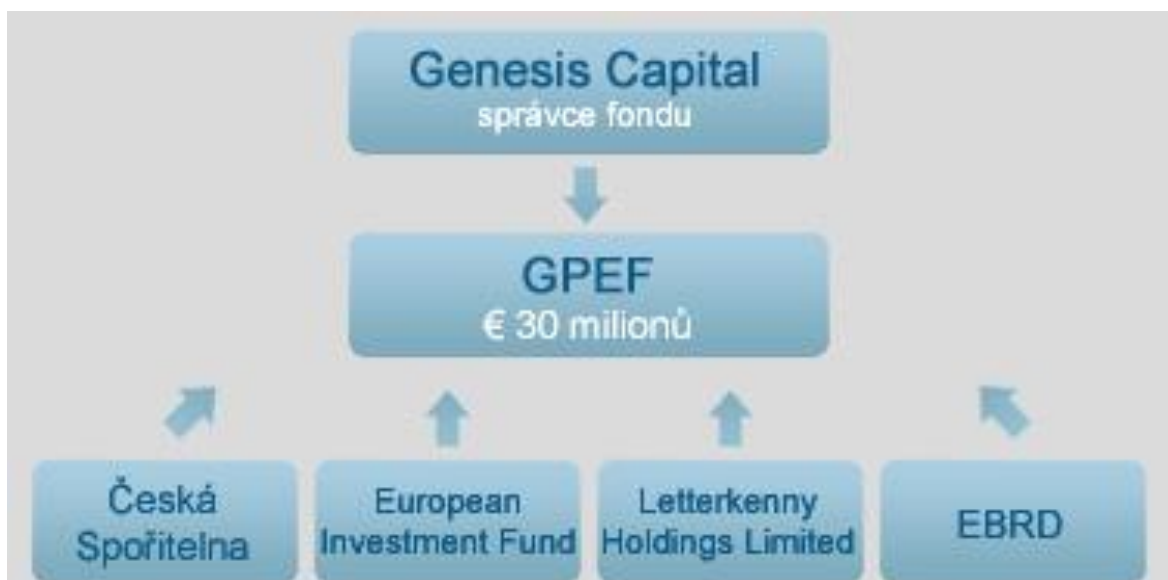 Genesis Capital
správce fondu
GPEF
€ 30 milionů
Česká
Spořitelna
European
Investment Fund
Letterkenny
Holdings Limited
EBRD